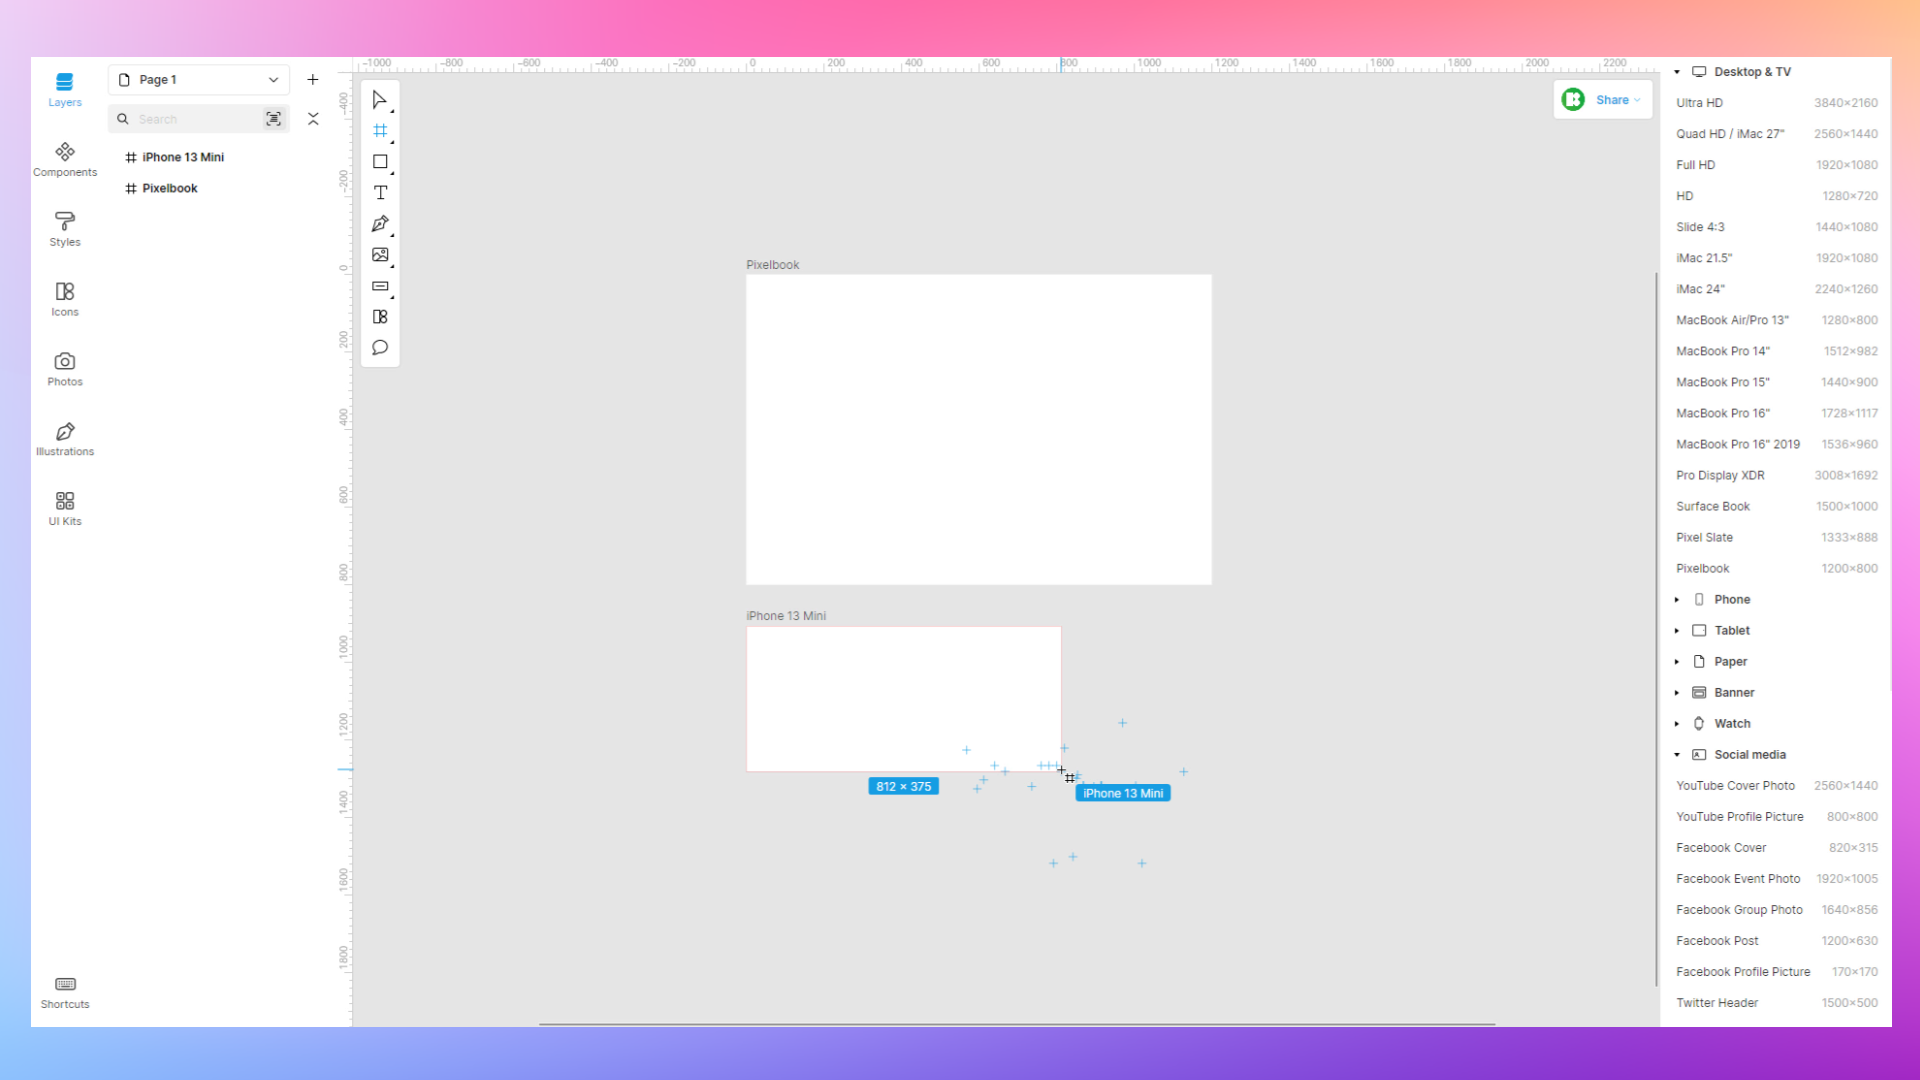 Layers
Components
Styles
Icons
Photos
Illustrations
UI Kits
Shortcuts
Page 1
Search
iPhone 13 Mini
Pixelbook
-1000 -800 -600 -400 -200 0 200 400 600 800 1000 1200 1400 1600 1800 2000 2200
-400
-200
0
200
400
600
800
1000
1200
1400
1600
1800
Pixelbook
iPhone 13 Mini
812 × 375
iPhone 13 Mini
Share
Desktop & TV
Ultra HD 3840×2160
Quad HD / iMac 27" 2560×1440
Full HD 1920×1080
HD 1280×720
Slide 4:3 1440×1080
iMac 21.5" 1920×1080
iMac 24" 2240×1260
MacBook Air/Pro 13" 1280×800
MacBook Pro 14" 1512×982
MacBook Pro 15" 1440×900
MacBook Pro 16" 1728×1117
MacBook Pro 16" 2019 1536×960
Pro Display XDR 3008×1692
Surface Book 1500×1000
Pixel Slate 1333×888
Pixelbook 1200×800
Phone
Tablet
Paper
Banner
Watch
Social media
YouTube Cover Photo 2560×1440
YouTube Profile Picture 800×800
Facebook Cover 820×315
Facebook Event Photo 1920×1005
Facebook Group Photo 1640×856
Facebook Post 1200×630
Facebook Profile Picture 170×170
Twitter Header 1500×500